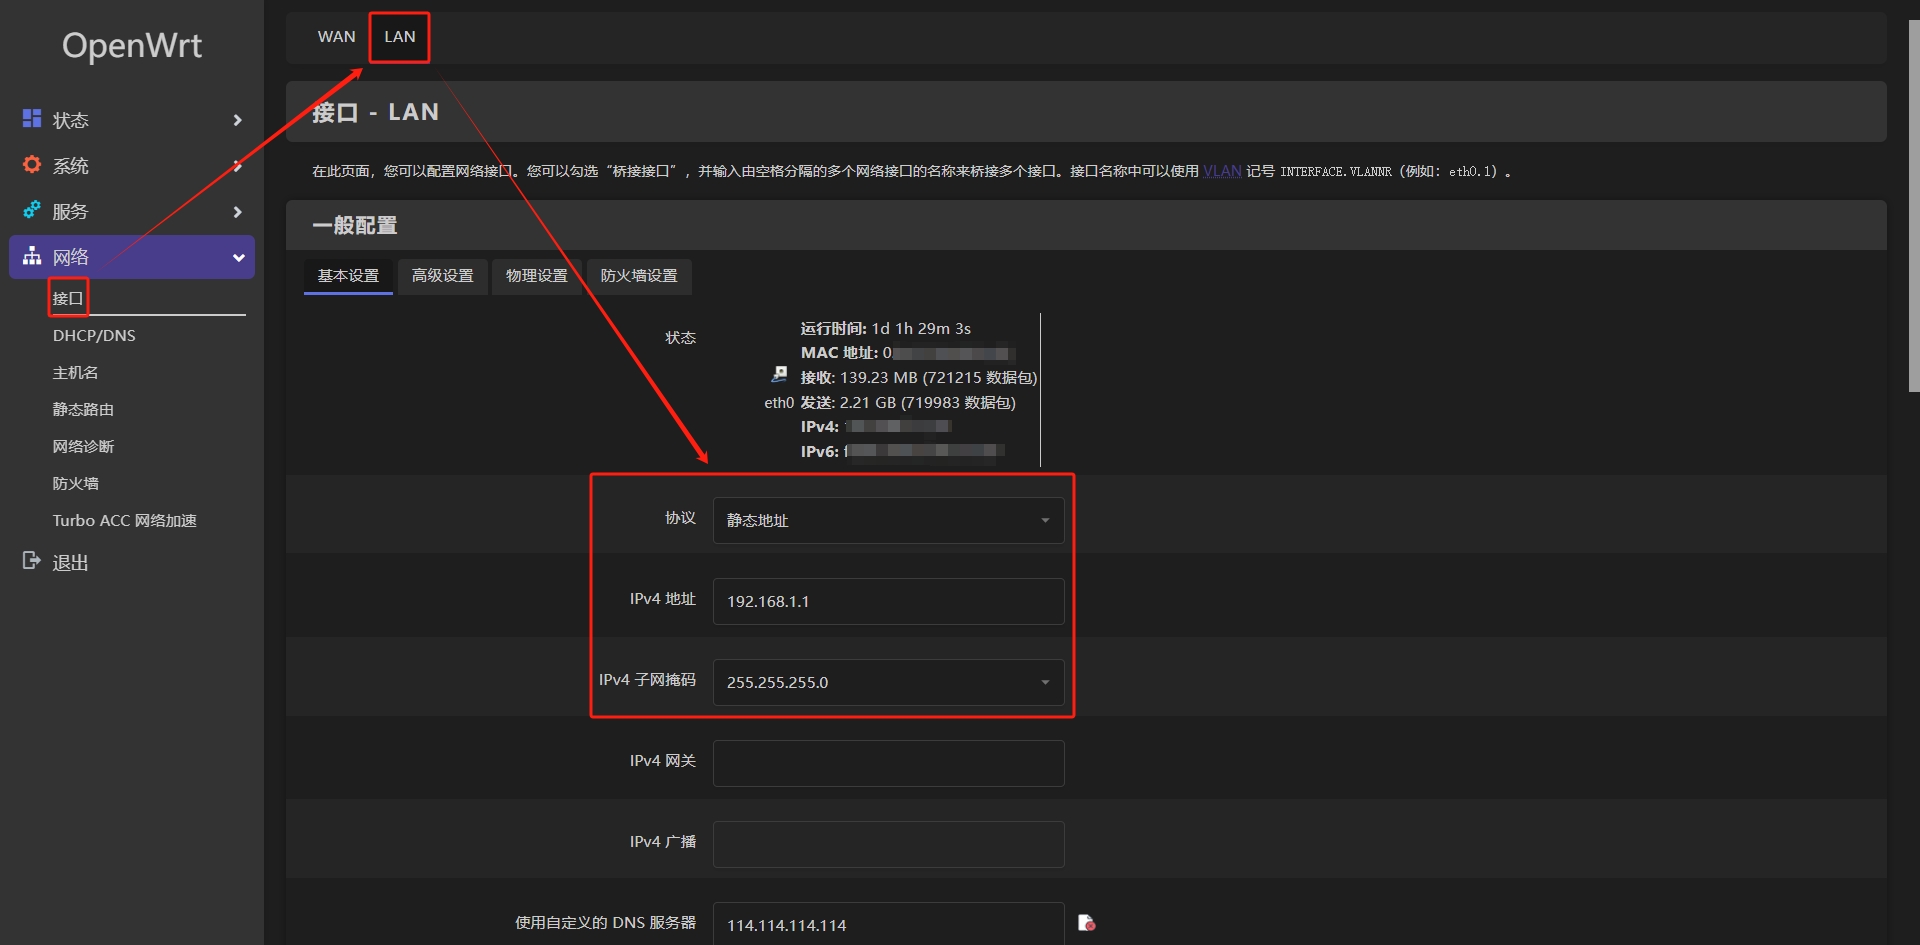 OpenWrt
状态
系统
服务
网络
接口
DHCP/DNS
主机名
静态路由
网络诊断
防火墙
Turbo ACC 网络加速
退出
WAN LAN
接口 - LAN
在此页面，您可以配置网络接口。您可以勾选“桥接接口”，并输入由空格分隔的多个网络接口的名称来桥接多个接口。接口名称中可以使用 VLAN 记号 INTERFACE.VLANNR（例如：eth0.1）。
一般配置
基本设置 高级设置 物理设置 防火墙设置
状态
eth0
运行时间: 1d 1h 29m 3s
MAC 地址: 0
接收: 139.23 MB (721215 数据包)
发送: 2.21 GB (719983 数据包)
IPv4:
IPv6: f
协议 静态地址
IPv4 地址 192.168.1.1
IPv4 子网掩码 255.255.255.0
IPv4 网关
IPv4 广播
使用自定义的 DNS 服务器 114.114.114.114